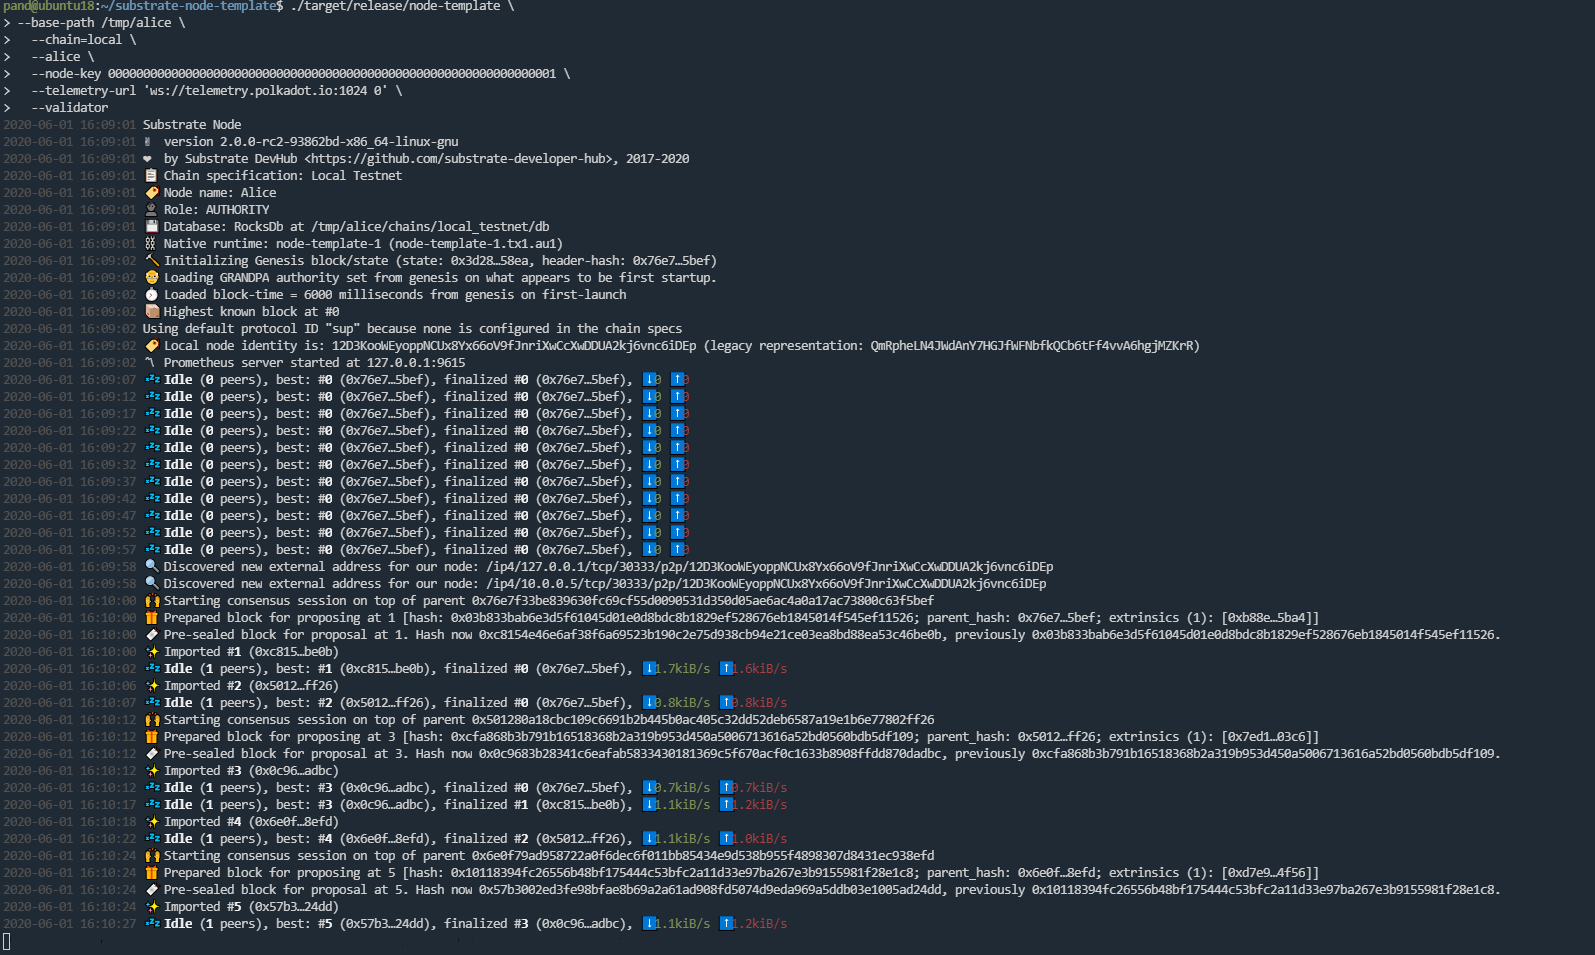 pand@ubuntu18:~/substrate-node-template$ ./target/release/node-template \
> --base-path /tmp/alice \
>   --chain=local \
>   --alice \
>   --node-key 0000000000000000000000000000000000000000000000000000000000000001 \
>   --telemetry-url 'ws://telemetry.polkadot.io:1024 0' \
>   --validator
2020-06-01 16:09:01 Substrate Node
2020-06-01 16:09:01 ✌ version 2.0.0-rc2-93862bd-x86_64-linux-gnu
2020-06-01 16:09:01 ❤ by Substrate DevHub <https://github.com/substrate-developer-hub>, 2017-2020
2020-06-01 16:09:01 📋 Chain specification: Local Testnet
2020-06-01 16:09:01 🏷 Node name: Alice
2020-06-01 16:09:01 👤 Role: AUTHORITY
2020-06-01 16:09:01 💾 Database: RocksDb at /tmp/alice/chains/local_testnet/db
2020-06-01 16:09:01 ⛓ Native runtime: node-template-1 (node-template-1.tx1.au1)
2020-06-01 16:09:02 🔨 Initializing Genesis block/state (state: 0x3d28…58ea, header-hash: 0x76e7…5bef)
2020-06-01 16:09:02 👴 Loading GRANDPA authority set from genesis on what appears to be first startup.
2020-06-01 16:09:02 ⏱ Loaded block-time = 6000 milliseconds from genesis on first-launch
2020-06-01 16:09:02 📦 Highest known block at #0
2020-06-01 16:09:02 Using default protocol ID "sup" because none is configured in the chain specs
2020-06-01 16:09:02 🏷 Local node identity is: 12D3KooWEyoppNCUx8Yx66oV9fJnriXwCcXwDDUA2kj6vnc6iDEp (legacy representation: QmRpheLN4JWdAnY7HGJfWFNbfkQCb6tFf4vvA6hgjMZKrR)
2020-06-01 16:09:02 〽 Prometheus server started at 127.0.0.1:9615
2020-06-01 16:09:07 💤 Idle (0 peers), best: #0 (0x76e7…5bef), finalized #0 (0x76e7…5bef), ⬇ 0 ⬆ 0
2020-06-01 16:09:12 💤 Idle (0 peers), best: #0 (0x76e7…5bef), finalized #0 (0x76e7…5bef), ⬇ 0 ⬆ 0
2020-06-01 16:09:17 💤 Idle (0 peers), best: #0 (0x76e7…5bef), finalized #0 (0x76e7…5bef), ⬇ 0 ⬆ 0
2020-06-01 16:09:22 💤 Idle (0 peers), best: #0 (0x76e7…5bef), finalized #0 (0x76e7…5bef), ⬇ 0 ⬆ 0
2020-06-01 16:09:27 💤 Idle (0 peers), best: #0 (0x76e7…5bef), finalized #0 (0x76e7…5bef), ⬇ 0 ⬆ 0
2020-06-01 16:09:32 💤 Idle (0 peers), best: #0 (0x76e7…5bef), finalized #0 (0x76e7…5bef), ⬇ 0 ⬆ 0
2020-06-01 16:09:37 💤 Idle (0 peers), best: #0 (0x76e7…5bef), finalized #0 (0x76e7…5bef), ⬇ 0 ⬆ 0
2020-06-01 16:09:42 💤 Idle (0 peers), best: #0 (0x76e7…5bef), finalized #0 (0x76e7…5bef), ⬇ 0 ⬆ 0
2020-06-01 16:09:47 💤 Idle (0 peers), best: #0 (0x76e7…5bef), finalized #0 (0x76e7…5bef), ⬇ 0 ⬆ 0
2020-06-01 16:09:52 💤 Idle (0 peers), best: #0 (0x76e7…5bef), finalized #0 (0x76e7…5bef), ⬇ 0 ⬆ 0
2020-06-01 16:09:57 💤 Idle (0 peers), best: #0 (0x76e7…5bef), finalized #0 (0x76e7…5bef), ⬇ 0 ⬆ 0
2020-06-01 16:09:58 🔍 Discovered new external address for our node: /ip4/127.0.0.1/tcp/30333/p2p/12D3KooWEyoppNCUx8Yx66oV9fJnriXwCcXwDDUA2kj6vnc6iDEp
2020-06-01 16:09:58 🔍 Discovered new external address for our node: /ip4/10.0.0.5/tcp/30333/p2p/12D3KooWEyoppNCUx8Yx66oV9fJnriXwCcXwDDUA2kj6vnc6iDEp
2020-06-01 16:10:00 🙌 Starting consensus session on top of parent 0x76e7f33be839630fc69cf55d0090531d350d05ae6ac4a0a17ac73800c63f5bef
2020-06-01 16:10:00 🎁 Prepared block for proposing at 1 [hash: 0x03b833bab6e3d5f61045d01e0d8bdc8b1829ef528676eb1845014f545ef11526; parent_hash: 0x76e7…5bef; extrinsics (1): [0xb88e…5ba4]]
2020-06-01 16:10:00 🔖 Pre-sealed block for proposal at 1. Hash now 0xc8154e46e6af38f6a69523b190c2e75d938cb94e21ce03ea8bd88ea53c46be0b, previously 0x03b833bab6e3d5f61045d01e0d8bdc8b1829ef528676eb1845014f545ef11526.
2020-06-01 16:10:00 ✨ Imported #1 (0xc815…be0b)
2020-06-01 16:10:02 💤 Idle (1 peers), best: #1 (0xc815…be0b), finalized #0 (0x76e7…5bef), ⬇ 1.7kiB/s ⬆ 1.6kiB/s
2020-06-01 16:10:06 ✨ Imported #2 (0x5012…ff26)
2020-06-01 16:10:07 💤 Idle (1 peers), best: #2 (0x5012…ff26), finalized #0 (0x76e7…5bef), ⬇ 0.8kiB/s ⬆ 0.8kiB/s
2020-06-01 16:10:12 🙌 Starting consensus session on top of parent 0x501280a18cbc109c6691b2b445b0ac405c32dd52deb6587a19e1b6e77802ff26
2020-06-01 16:10:12 🎁 Prepared block for proposing at 3 [hash: 0xcfa868b3b791b16518368b2a319b953d450a5006713616a52bd0560bdb5df109; parent_hash: 0x5012…ff26; extrinsics (1): [0x7ed1…03c6]]
2020-06-01 16:10:12 🔖 Pre-sealed block for proposal at 3. Hash now 0x0c9683b28341c6eafab5833430181369c5f670acf0c1633b8908ffdd870dadbc, previously 0xcfa868b3b791b16518368b2a319b953d450a5006713616a52bd0560bdb5df109.
2020-06-01 16:10:12 ✨ Imported #3 (0x0c96…adbc)
2020-06-01 16:10:12 💤 Idle (1 peers), best: #3 (0x0c96…adbc), finalized #0 (0x76e7…5bef), ⬇ 0.7kiB/s ⬆ 0.7kiB/s
2020-06-01 16:10:17 💤 Idle (1 peers), best: #3 (0x0c96…adbc), finalized #1 (0xc815…be0b), ⬇ 1.1kiB/s ⬆ 1.2kiB/s
2020-06-01 16:10:18 ✨ Imported #4 (0x6e0f…8efd)
2020-06-01 16:10:22 💤 Idle (1 peers), best: #4 (0x6e0f…8efd), finalized #2 (0x5012…ff26), ⬇ 1.1kiB/s ⬆ 1.0kiB/s
2020-06-01 16:10:24 🙌 Starting consensus session on top of parent 0x6e0f79ad958722a0f6dec6f011bb85434e9d538b955f4898307d8431ec938efd
2020-06-01 16:10:24 🎁 Prepared block for proposing at 5 [hash: 0x10118394fc26556b48bf175444c53bfc2a11d33e97ba267e3b9155981f28e1c8; parent_hash: 0x6e0f…8efd; extrinsics (1): [0xd7e9…4f56]]
2020-06-01 16:10:24 🔖 Pre-sealed block for proposal at 5. Hash now 0x57b3002ed3fe98bfae8b69a2a61ad908fd5074d9eda969a5ddb03e1005ad24dd, previously 0x10118394fc26556b48bf175444c53bfc2a11d33e97ba267e3b9155981f28e1c8.
2020-06-01 16:10:24 ✨ Imported #5 (0x57b3…24dd)
2020-06-01 16:10:27 💤 Idle (1 peers), best: #5 (0x57b3…24dd), finalized #3 (0x0c96…adbc), ⬇ 1.1kiB/s ⬆ 1.2kiB/s